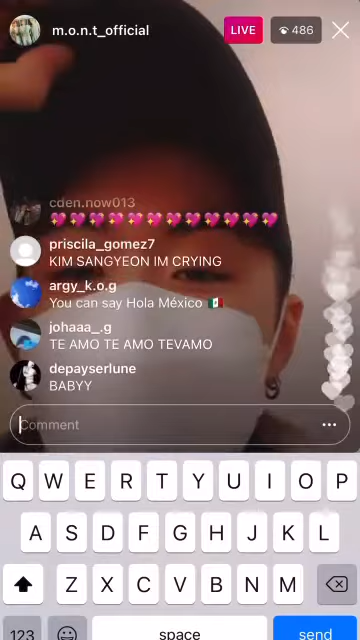 m.o.n.t_official
LIVE
486
cden.now013
💖💖💖💖💖💖💖💖💖💖💖💖
priscila_gomez7
KIM SANGYEON IM CRYING
argy_k.o.g
You can say Hola México 🇲🇽
johaaa_.g
TE AMO TE AMO TEVAMO
depayserlune
BABYY
Comment
Q W E R T Y U I O P
A S D F G H J K L
Z X C V B N M
123 space send